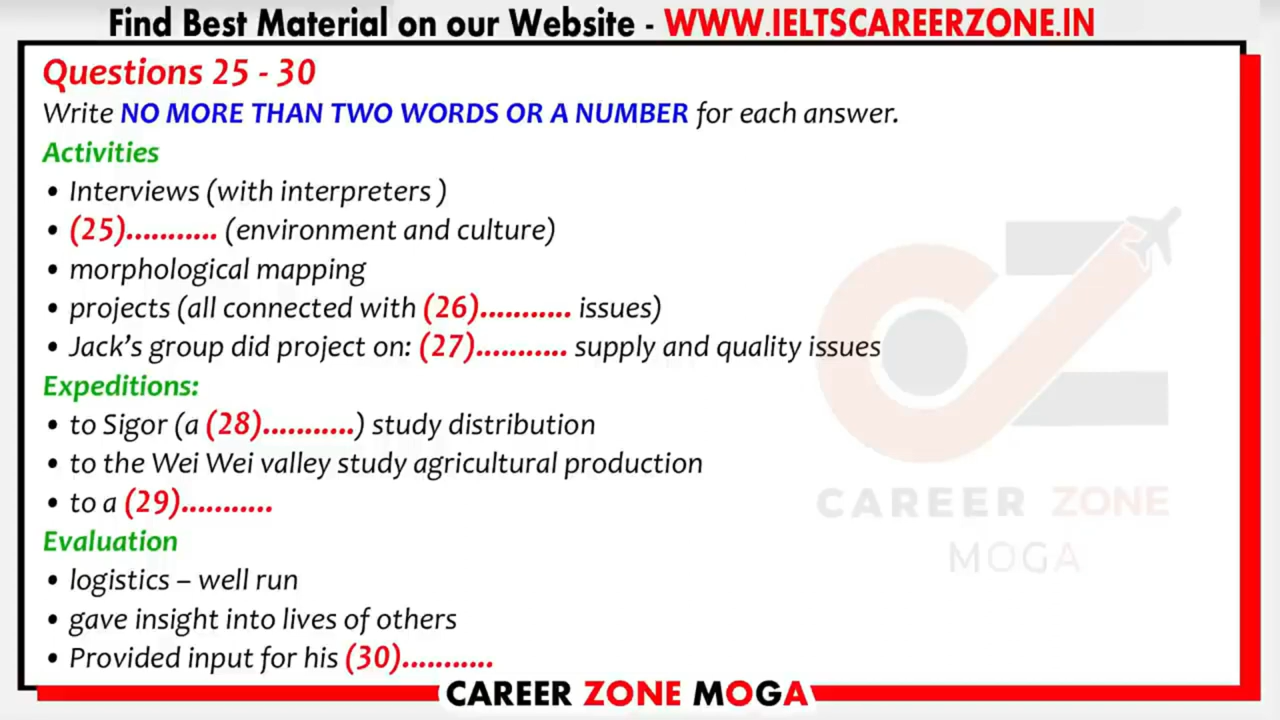 Find Best Material on our Website - WWW.IELTSCAREERZONE.IN
Questions 25 - 30
Write NO MORE THAN TWO WORDS OR A NUMBER for each answer.
Activities
• Interviews (with interpreters )
• (25)........... (environment and culture)
• morphological mapping
• projects (all connected with (26)........... issues)
• Jack's group did project on: (27)........... supply and quality issues
Expeditions:
• to Sigor (a (28)...........) study distribution
• to the Wei Wei valley study agricultural production
• to a (29)...........
Evaluation
• logistics – well run
• gave insight into lives of others
• Provided input for his (30)...........
CAREER ZONE
MOGA
CAREER ZONE MOGA